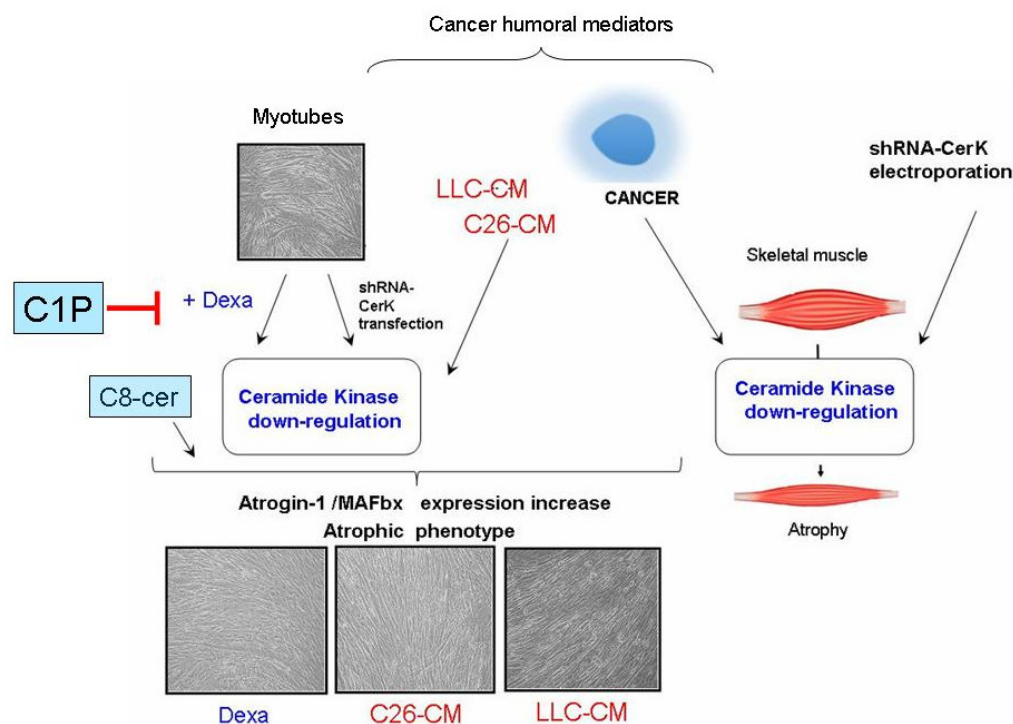 Cancer humoral mediators
Myotubes
LLC-CM
C26-CM
CANCER
shRNA-CerK
electroporation
Skeletal muscle
C1P
+ Dexa
shRNA-
CerK
transfection
C8-cer
Ceramide Kinase
down-regulation
Ceramide Kinase
down-regulation
Atrogin-1 /MAFbx expression increase
Atrophic phenotype
Atrophy
Dexa
C26-CM
LLC-CM